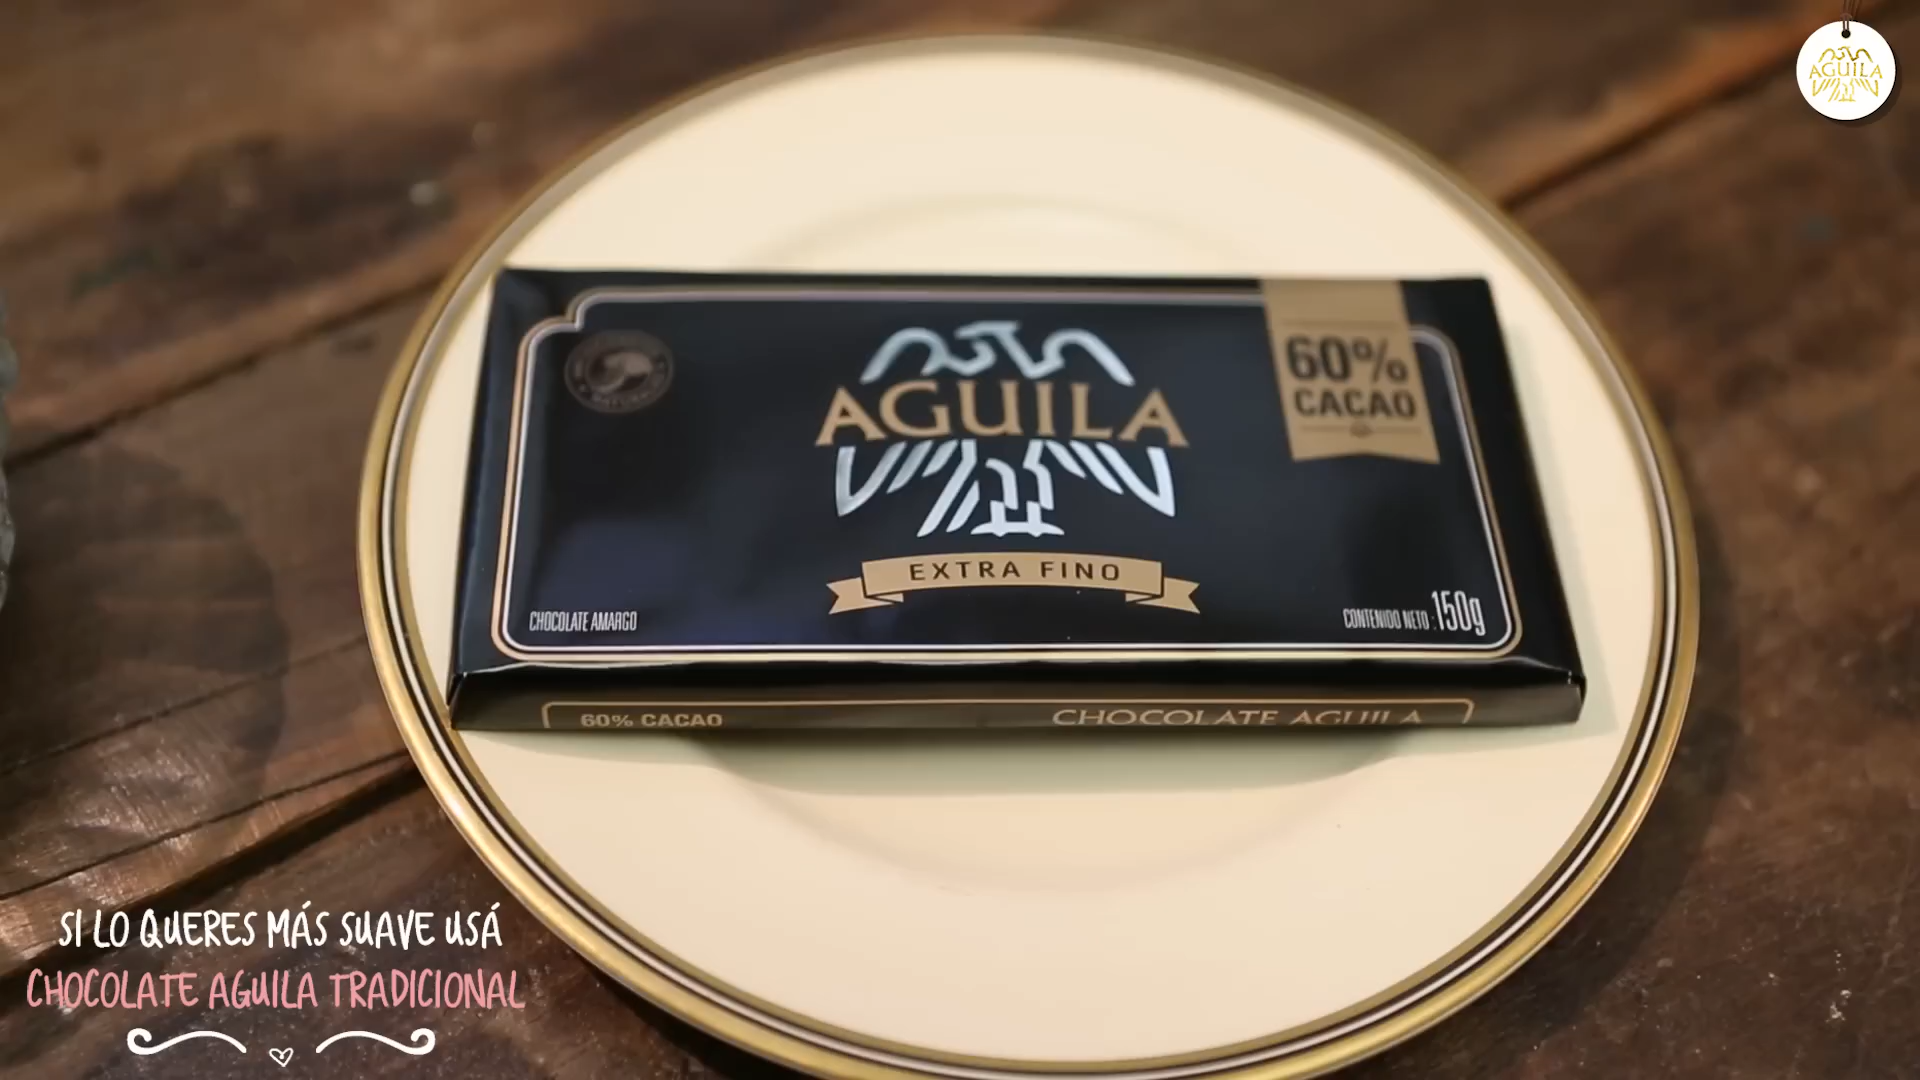 AGUILA
AGUILA
60%
CACAO
EXTRA FINO
CHOCOLATE AMARGO
CONTENIDO NETO: 150g
60% CACAO
CHOCOLATE AGUILA
SI LO QUERES MÁS SUAVE USÁ
CHOCOLATE AGUILA TRADICIONAL